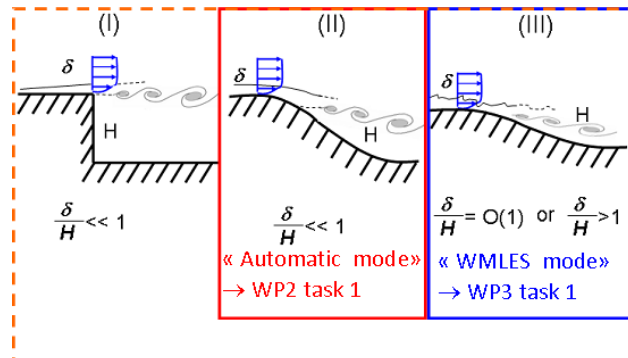 (I)
δ
H
δ/H << 1
(II)
δ
H
δ/H << 1
« Automatic mode»
→ WP2 task 1
(III)
δ
H
δ/H = O(1) or δ/H >1
« WMLES mode»
→ WP3 task 1